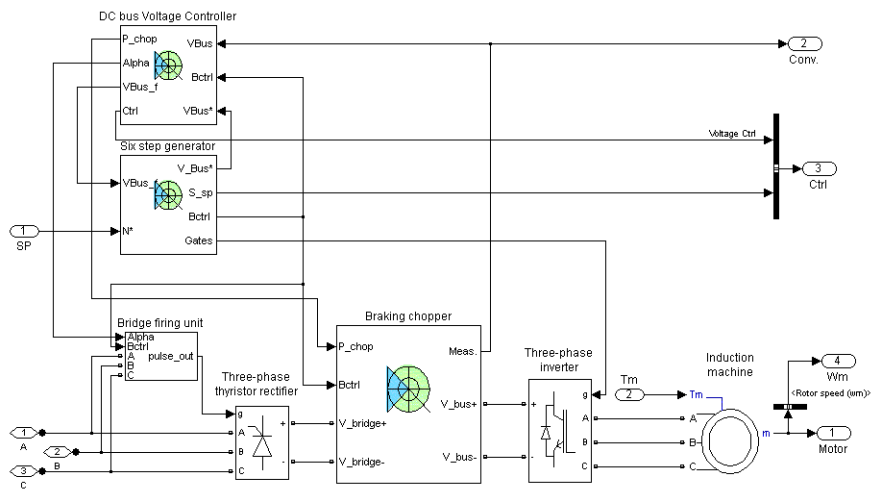 DC bus Voltage Controller
P_chop
Alpha
VBus_f
Ctrl
VBus
Bctrl
VBus*
2
Conv.
Voltage Ctrl
3
Ctrl
Six step generator
VBus_f
N*
V_Bus*
S_sp
Bctrl
Gates
1
SP
Bridge firing unit
Alpha
Bctrl
A
B
C
pulse_out
Three-phase
thyristor rectifier
g
A
B
C
+
-
Braking chopper
P_chop
Bctrl
V_bridge+
V_bridge-
Meas.
V_bus+
V_bus-
Three-phase
inverter
+
-
g
A
B
C
Tm
2
Induction
machine
Tm
A
B
C
m
4
Wm
<Rotor speed (wm)>
1
Motor
1
A
2
B
3
C